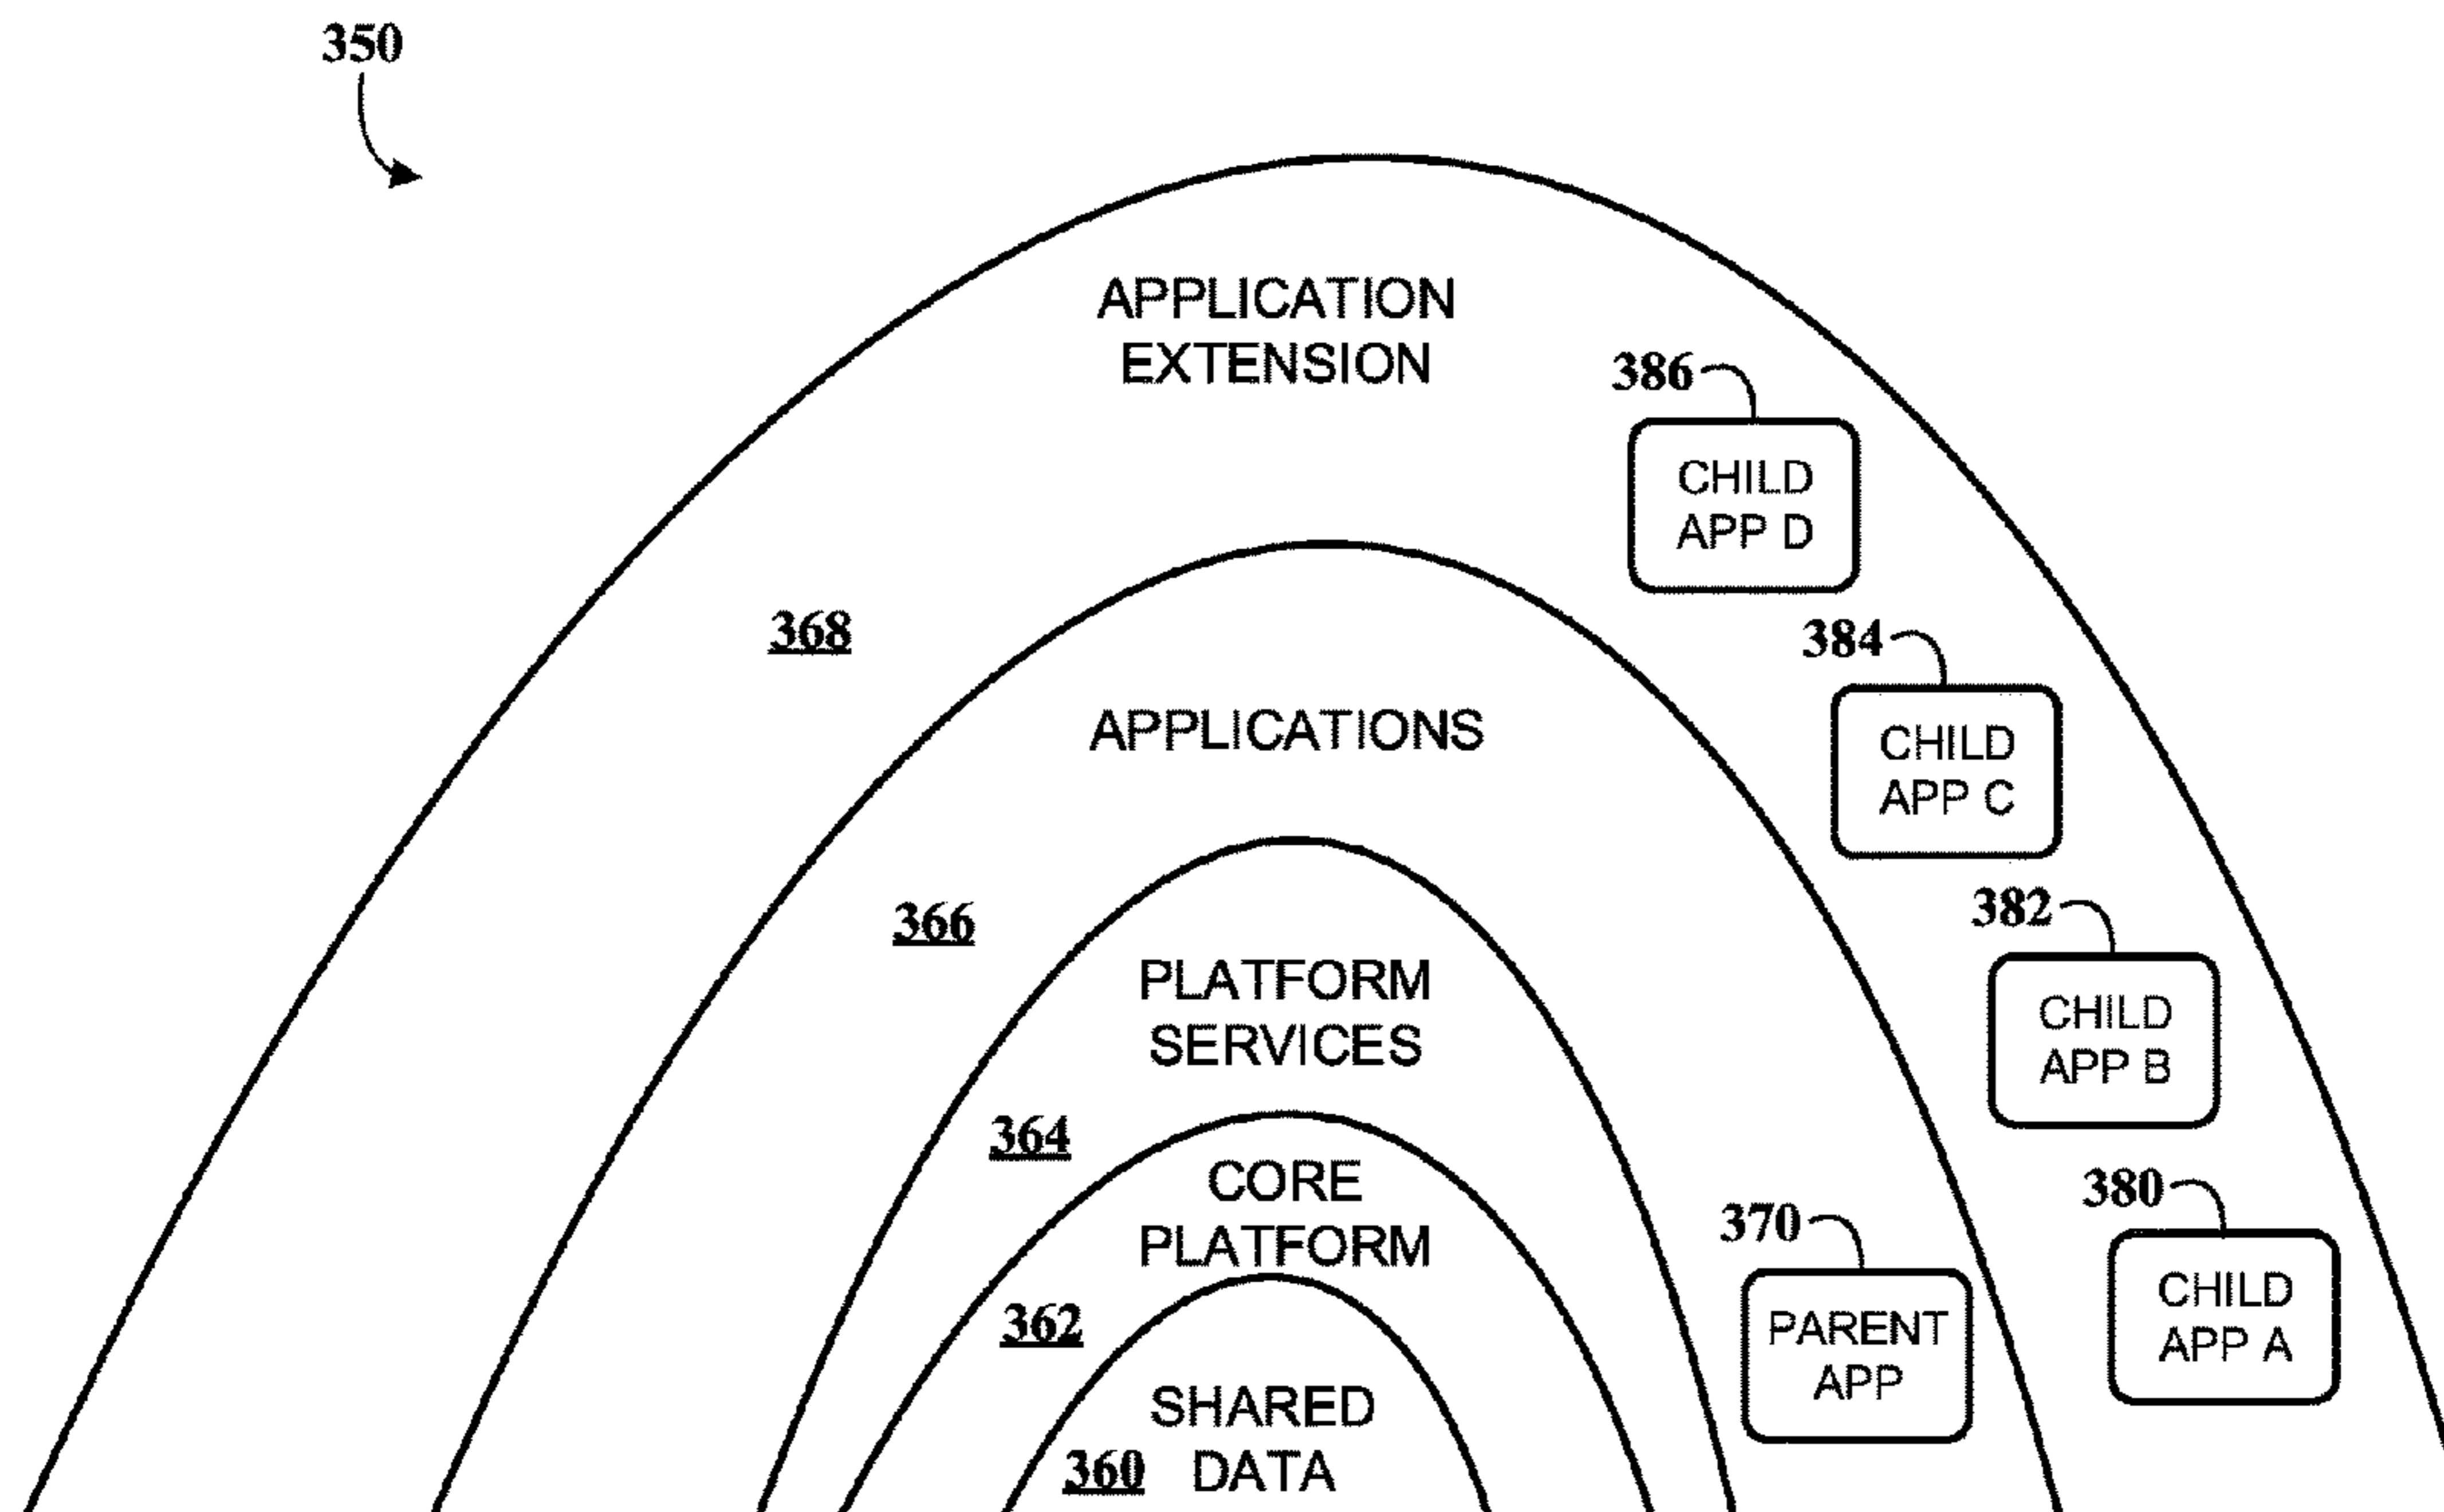 350
APPLICATION
EXTENSION
386
CHILD
APP D
368
384
APPLICATIONS
CHILD
APP C
366
382
PLATFORM
SERVICES
CHILD
APP B
364
CORE
PLATFORM
380
370
CHILD
APP A
362
PARENT
APP
SHARED
DATA
360